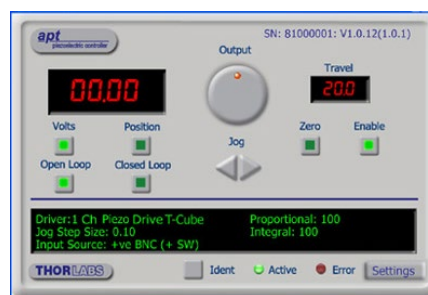 apt
piezoelectric controller
SN: 81000001: V1.0.12(1.0.1)
Output
00.00
Travel
20.0
Volts
Position
Zero
Enable
Jog
Open Loop
Closed Loop
Driver:1 Ch Piezo Drive T-Cube
Proportional: 100
Jog Step Size: 0.10
Integral: 100
Input Source: +ve BNC (+ SW)
THORLABS
Ident
Active
Error
Settings